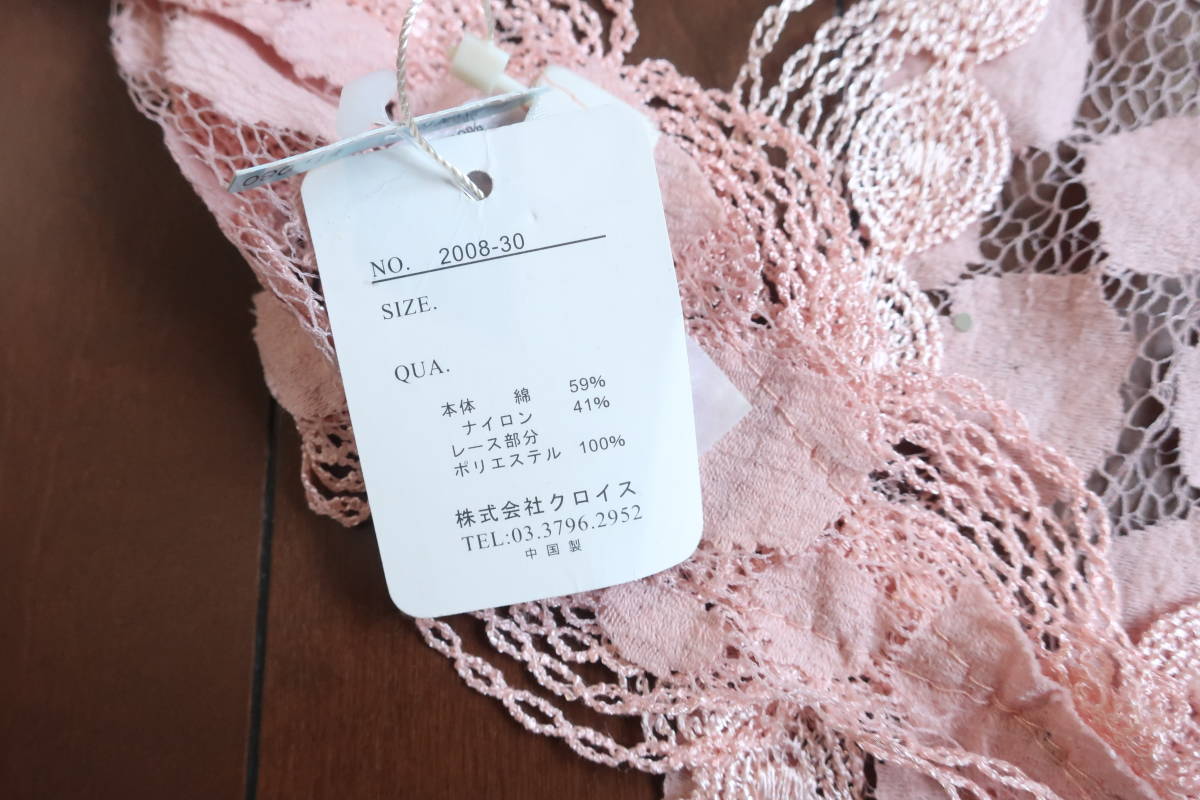 NO. 2008-30
SIZE.
QUA.
本体 綿 59%
ナイロン 41%
レース部分
ポリエステル 100%
株式会社クロイス
TEL:03.3796.2952
中国製